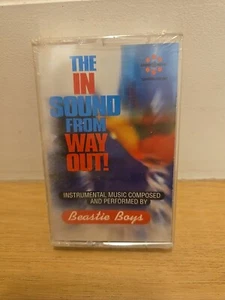 THE
IN
SOUND
FROM
WAY
OUT!
INSTRUMENTAL MUSIC COMPOSED
AND PERFORMED BY
Beastie Boys